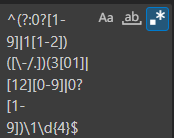 ^(?:0?[1-
9]|1[1-2])
([\-/.])(3[01]|
[12][0-9]|0?
[1-
9])\1\d{4}$
Aa ab .*